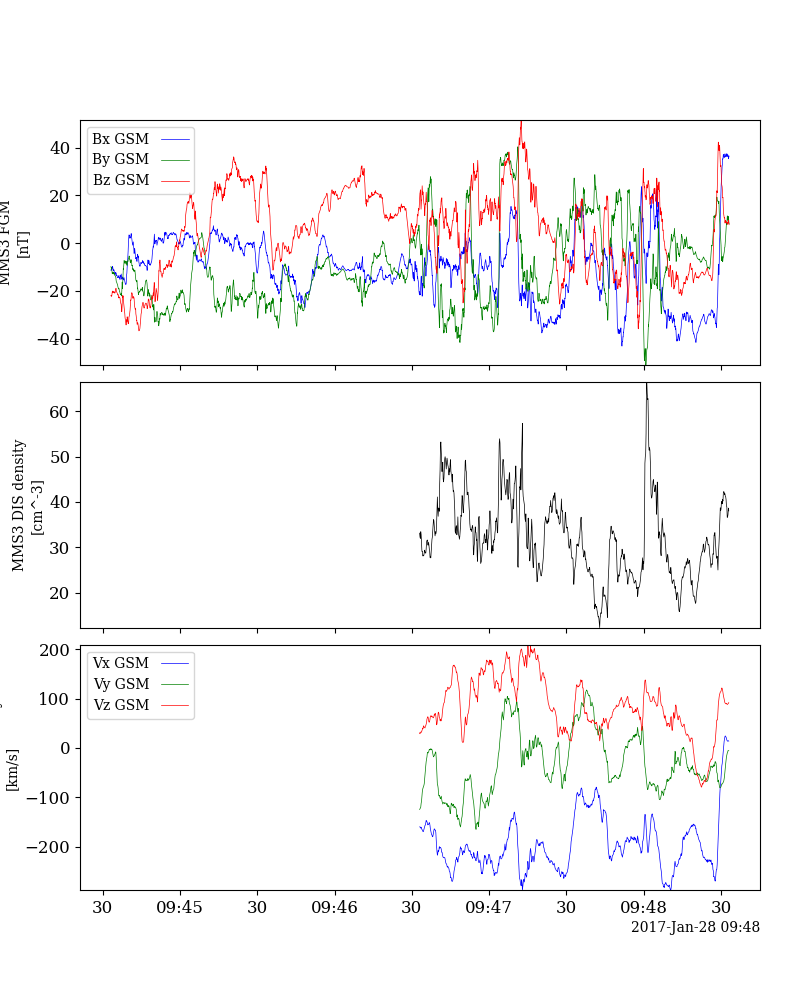 MMS3 FGM
[nT]
40
20
0
−20
−40
Bx GSM
By GSM
Bz GSM
MMS3 DIS density
[cm^-3]
60
50
40
30
20
[km/s]
200
100
0
−100
−200
Vx GSM
Vy GSM
Vz GSM
30 09:45 30 09:46 30 09:47 30 09:48 30
2017-Jan-28 09:48